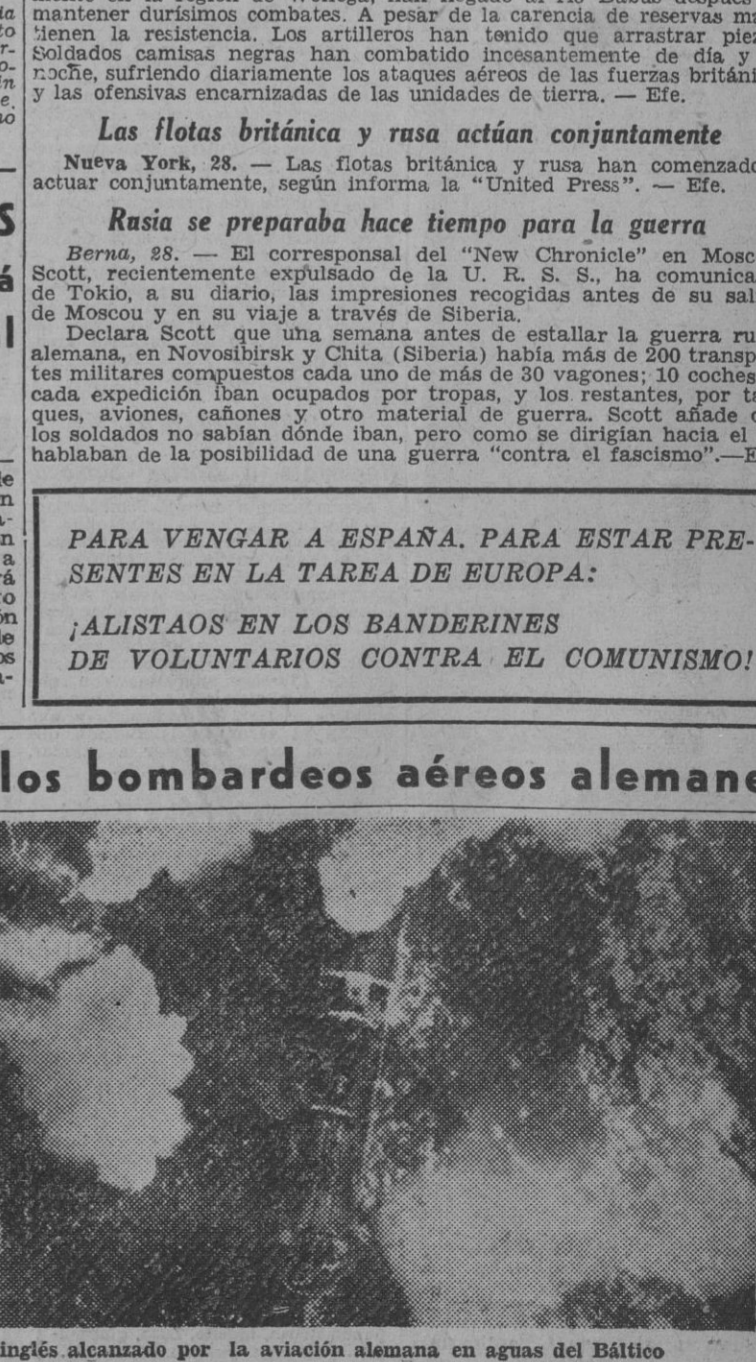 mantener durísimos combates. A pesar de la carencia de reservas
tienen la resistencia. Los artilleros han tenido que arrastrar
Soldados camisas negras han combatido incesantemente de día y
noche, sufriendo diariamente los ataques aéreos de las fuerzas
y las ofensivas encarnizadas de las unidades de tierra. — Efe.
Las flotas británica y rusa actúan conjuntamente
Nueva York, 28. — Las flotas británica y rusa han comenzado
actuar conjuntamente, según informa la "United Press". — Efe.
Rusia se preparaba hace tiempo para la guerra
Berna, 28. — El corresponsal del "New Chronicle" en
Scott, recientemente expulsado de la U. R. S. S., ha
de Tokio, a su diario, las impresiones recogidas antes de su
de Moscou y en su viaje a través de Siberia.
Declara Scott que una semana antes de estallar la guerra
alemana, en Novosibirsk y Chita (Siberia) había más de 200
tes militares compuestos cada uno de más de 30 vagones; 10 coches
cada expedición iban ocupados por tropas, y los restantes, por
ques, aviones, cañones y otro material de guerra. Scott añade
los soldados no sabían dónde iban, pero como se dirigían hacia el
hablaban de la posibilidad de una guerra "contra el fascismo".—
PARA VENGAR A ESPAÑA. PARA ESTAR PRE-
SENTES EN LA TAREA DE EUROPA:
¡ALISTAOS EN LOS BANDERINES
DE VOLUNTARIOS CONTRA EL COMUNISMO!
los bombardeos aéreos alemane
inglés alcanzado por la aviación alemana en aguas del Báltico